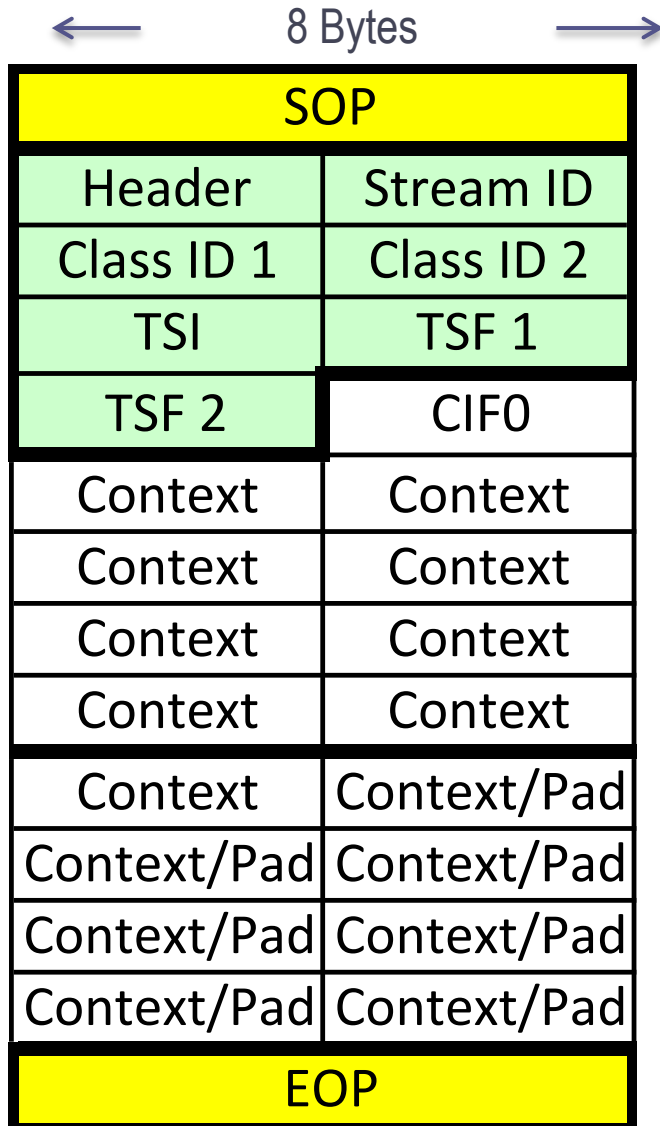 8 Bytes
SOP
Header Stream ID
Class ID 1 Class ID 2
TSI TSF 1
TSF 2 CIF0
Context Context
Context Context
Context Context
Context Context
Context Context/Pad
Context/Pad Context/Pad
Context/Pad Context/Pad
Context/Pad Context/Pad
EOP